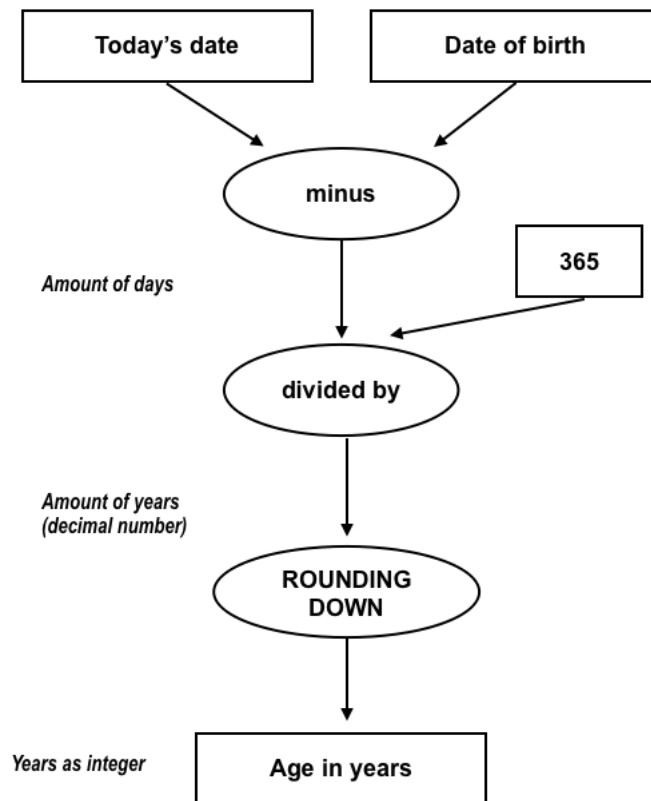 Today’s date
Date of birth
minus
Amount of days
365
divided by
Amount of years
(decimal number)
ROUNDING
DOWN
Years as integer
Age in years